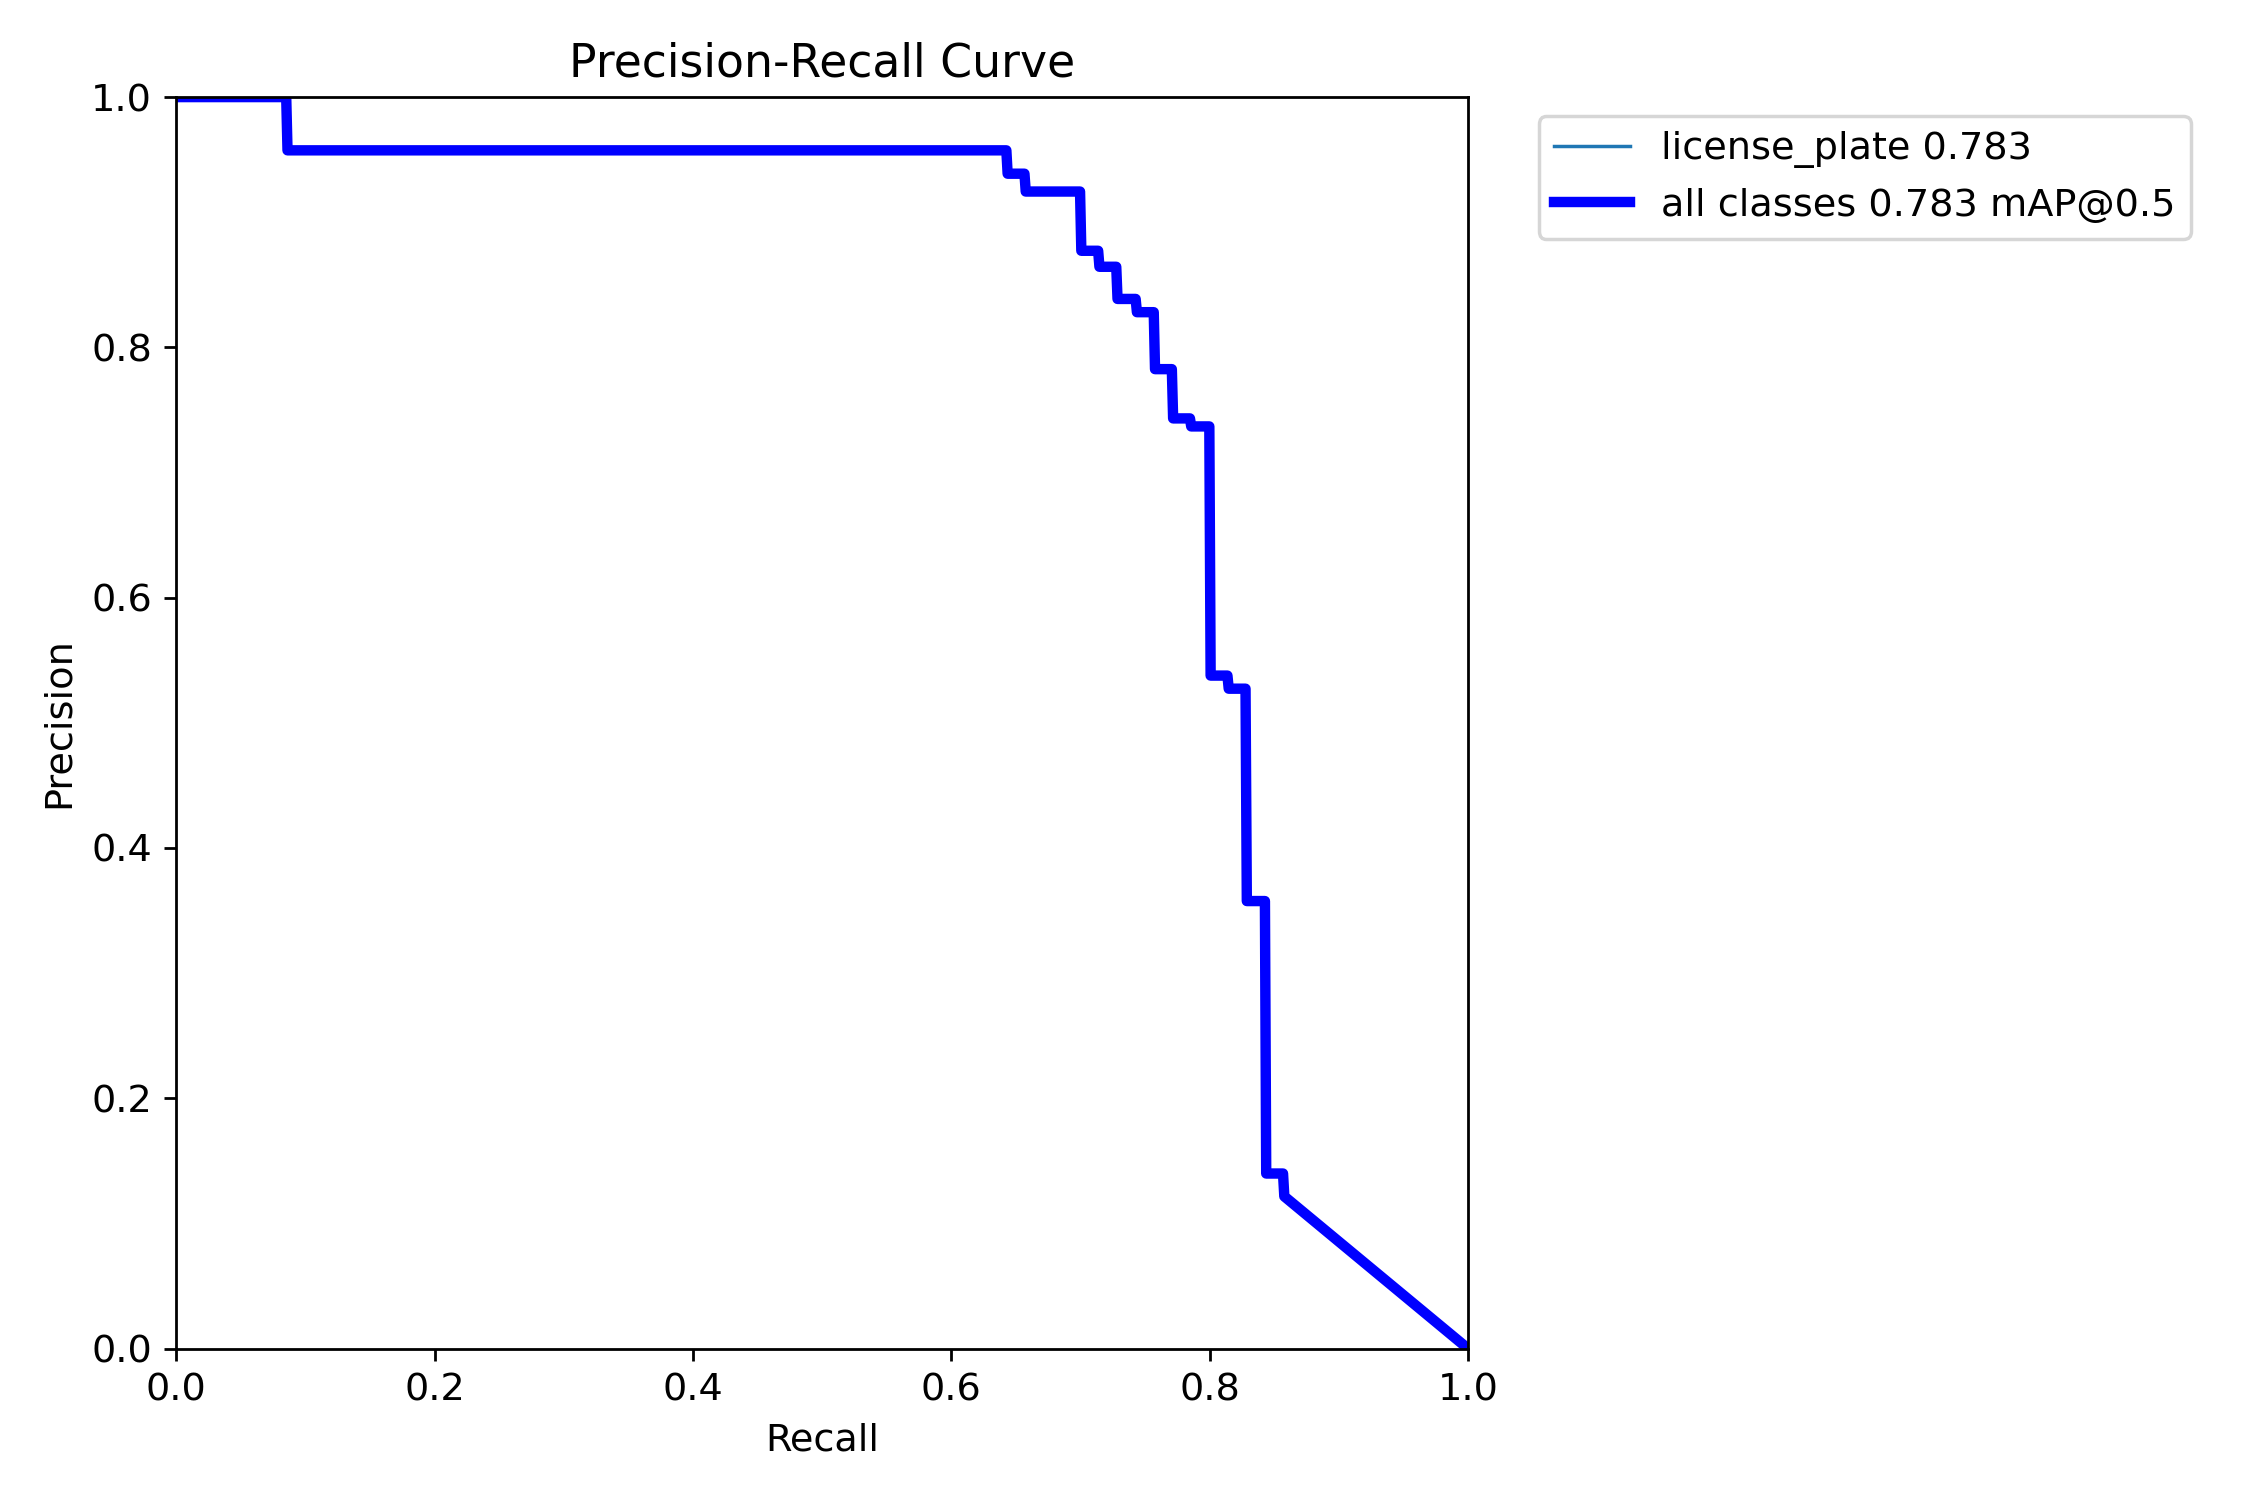 Precision-Recall Curve
1.0
0.8
0.6
0.4
0.2
0.0
Precision
0.0 0.2 0.4 0.6 0.8 1.0
Recall
license_plate 0.783
all classes 0.783 mAP@0.5